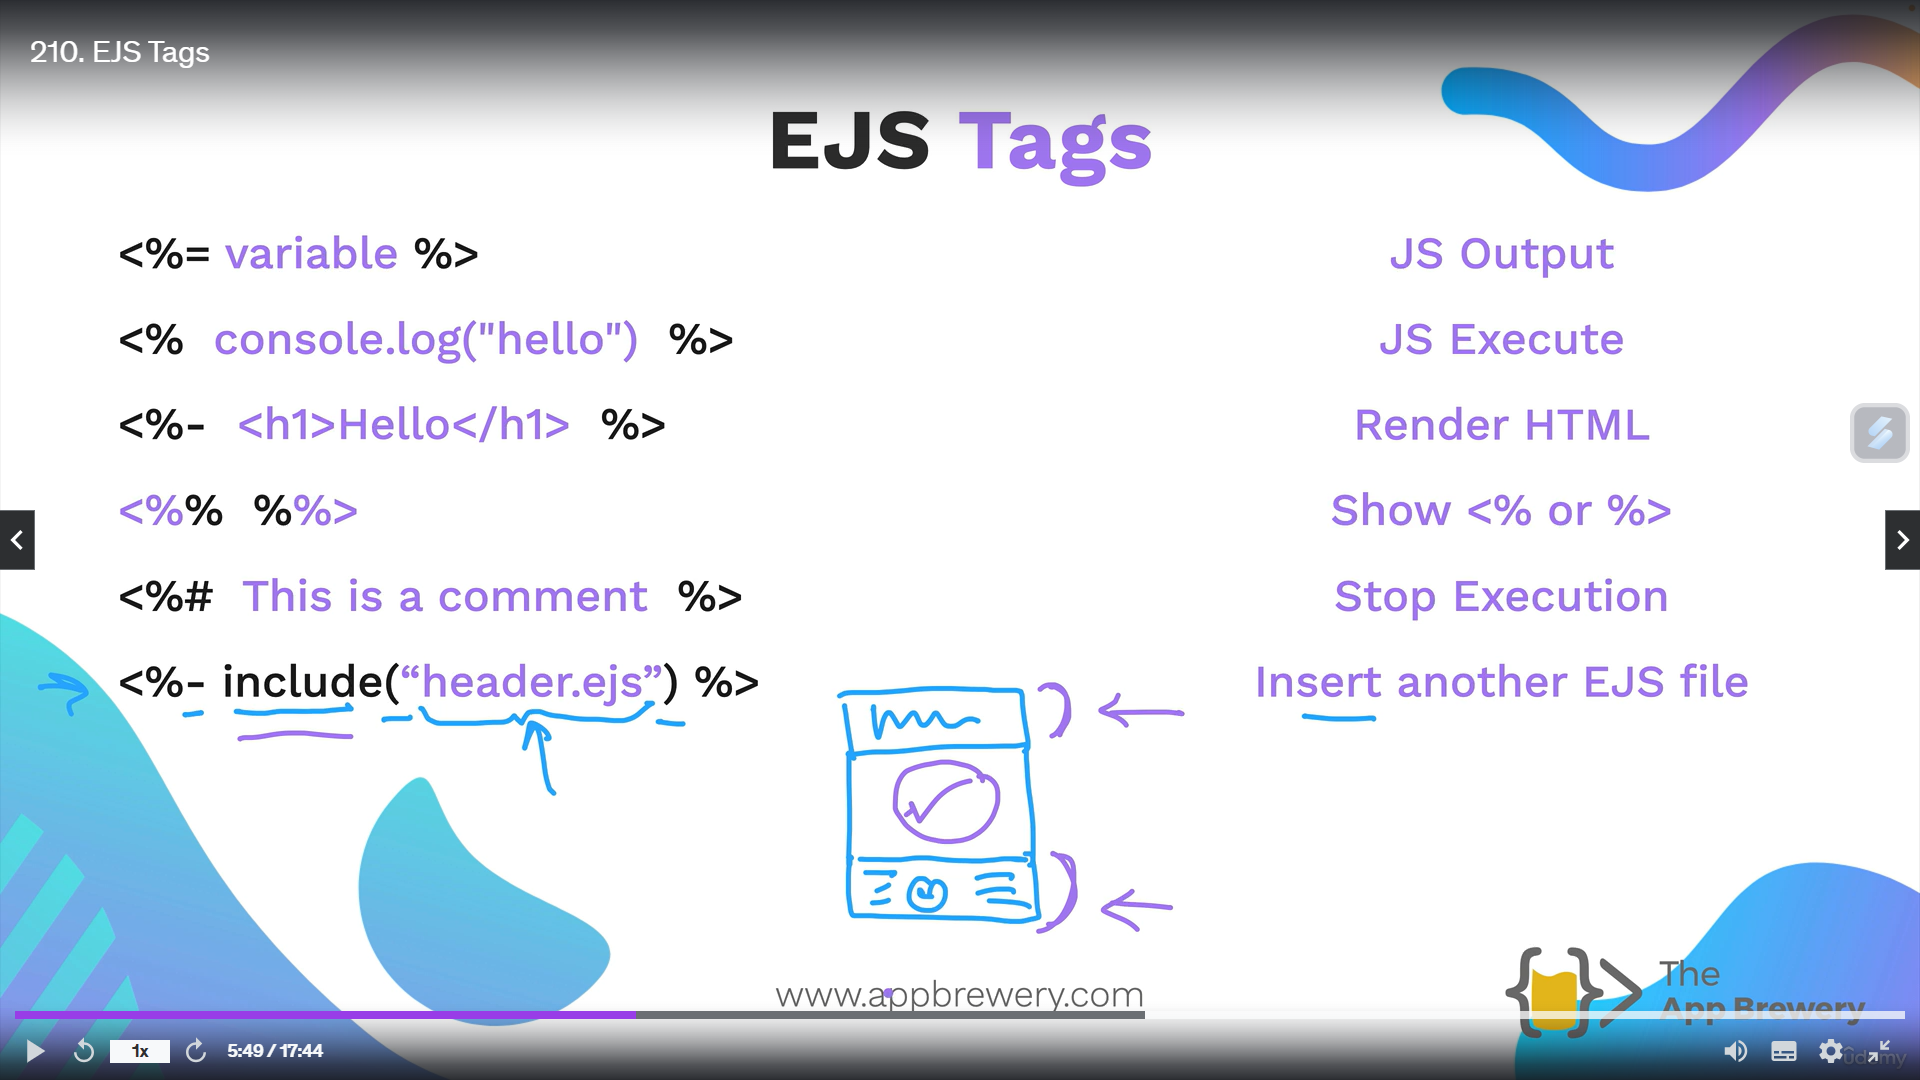 210. EJS Tags
EJS Tags
<%= variable %> JS Output
<% console.log("hello") %> JS Execute
<%- <h1>Hello</h1> %> Render HTML
<%% %%> Show <% or %>
<%# This is a comment %> Stop Execution
<%- include(“header.ejs”) %> Insert another EJS file
www.appbrewery.com
The
App Brewery
1x
5:49 / 17:44
udemy